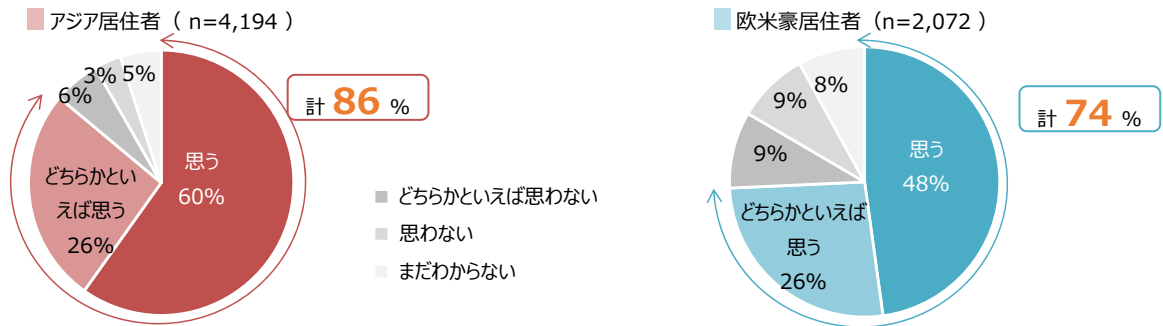 アジア居住者（ n=4,194 ）
5%
3%
6%
計 86 %
思う
60%
どちらかとい
えば思う
26%
どちらかといえば思わない
思わない
まだわからない
欧米豪居住者（n=2,072 ）
8%
9%
9%
計 74 %
思う
48%
どちらかといえば
思う
26%